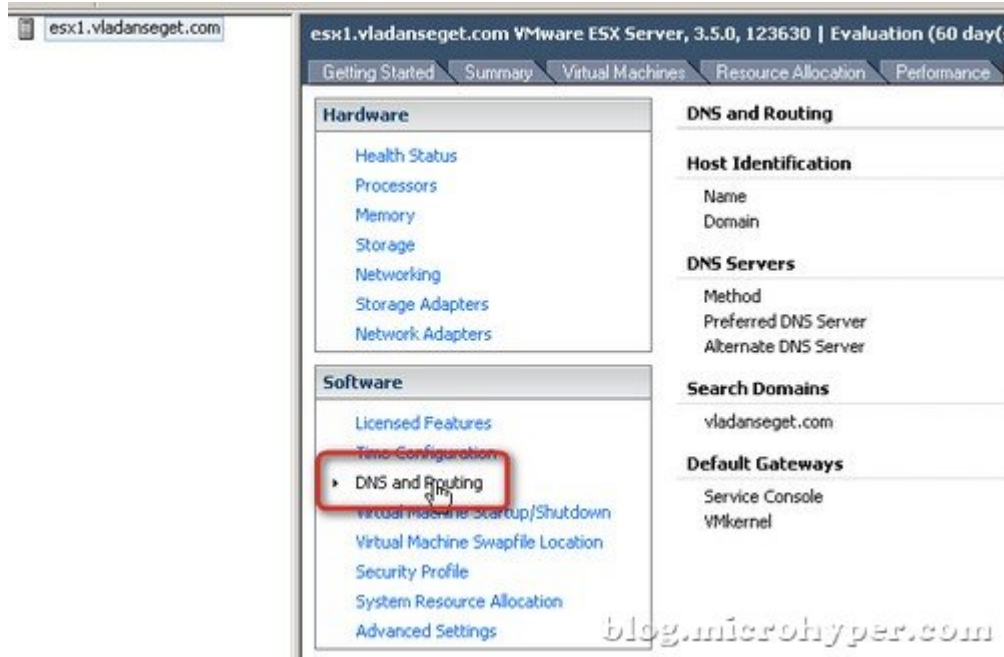 esx1.vladanseget.com
esx1.vladanseget.com VMware ESX Server, 3.5.0, 123630 | Evaluation (60 day(
Getting Started Summary Virtual Machines Resource Allocation Performance
Hardware
Health Status
Processors
Memory
Storage
Networking
Storage Adapters
Network Adapters
Software
Licensed Features
Time Configuration
DNS and Routing
Virtual Machine Startup/Shutdown
Virtual Machine Swapfile Location
Security Profile
System Resource Allocation
Advanced Settings
DNS and Routing
Host Identification
Name
Domain
DNS Servers
Method
Preferred DNS Server
Alternate DNS Server
Search Domains
vladanseget.com
Default Gateways
Service Console
VMkernel
blog.microhyper.com